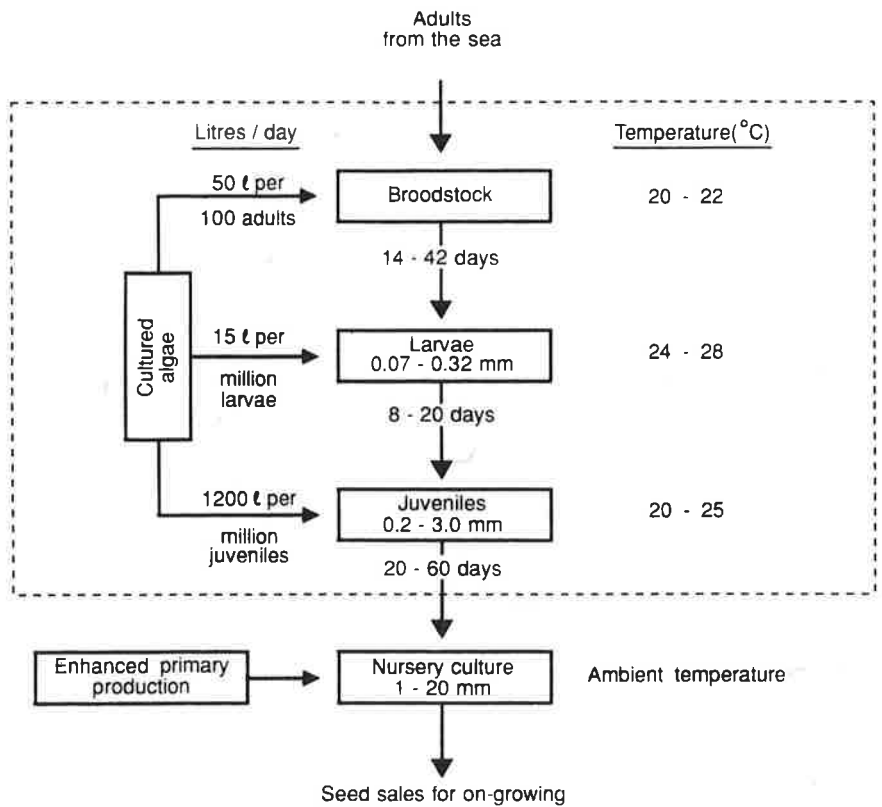 Adults
from the sea
Litres / day
Temperature(°C)
50 ℓ per
100 adults
Broodstock
20 - 22
14 - 42 days
Cultured
algae
15 ℓ per
million
larvae
Larvae
0.07 - 0.32 mm
24 - 28
8 - 20 days
1200 ℓ per
million
juveniles
Juveniles
0.2 - 3.0 mm
20 - 25
20 - 60 days
Enhanced primary
production
Nursery culture
1 - 20 mm
Ambient temperature
Seed sales for on-growing